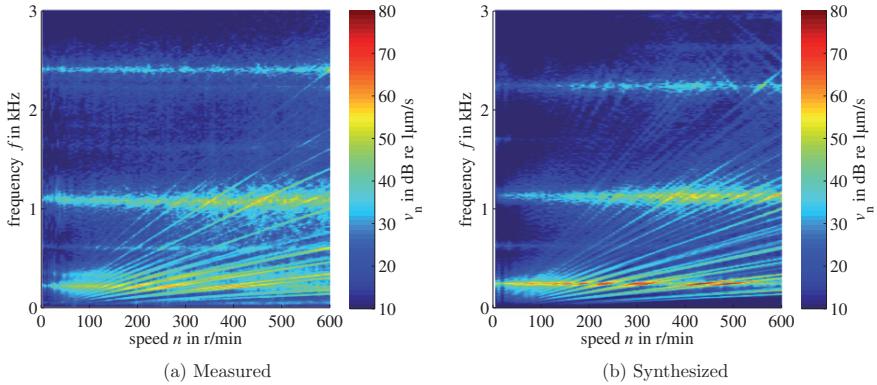 3
2
1
0
frequency f in kHz
0 100 200 300 400 500 600
speed n in r/min
80
70
60
50
40
30
20
10
v_n in dB re 1μm/s
(a) Measured
3
2
1
0
frequency f in kHz
0 100 200 300 400 500 600
speed n in r/min
80
70
60
50
40
30
20
10
v_n in dB re 1μm/s
(b) Synthesized